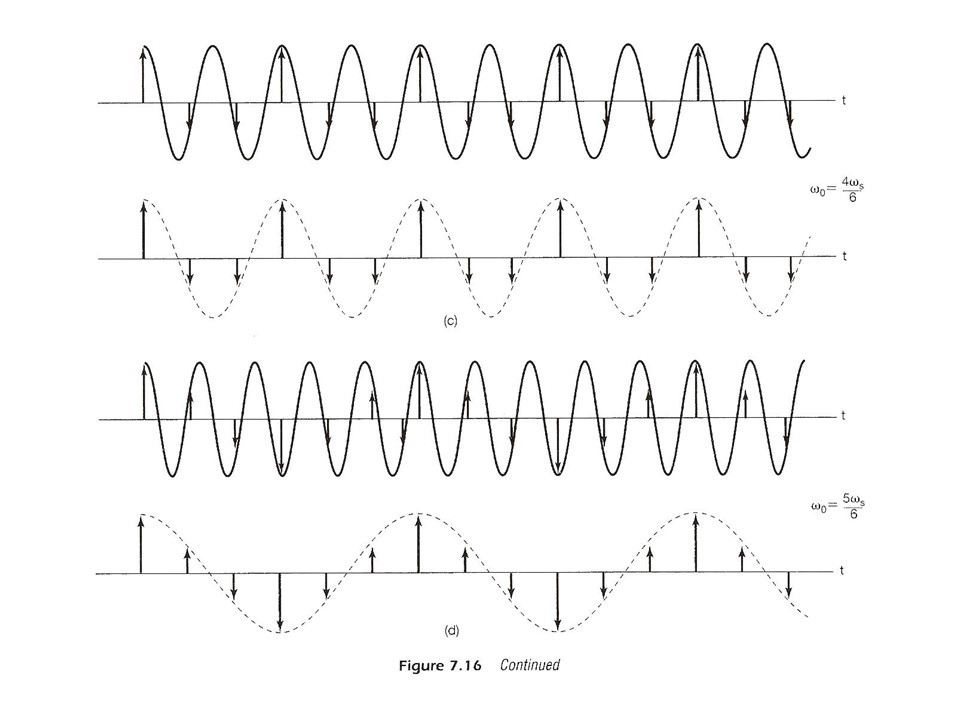 t
ω₀= 4ωₛ/6
t
(c)
t
ω₀= 5ωₛ/6
t
(d)
Figure 7.16 Continued